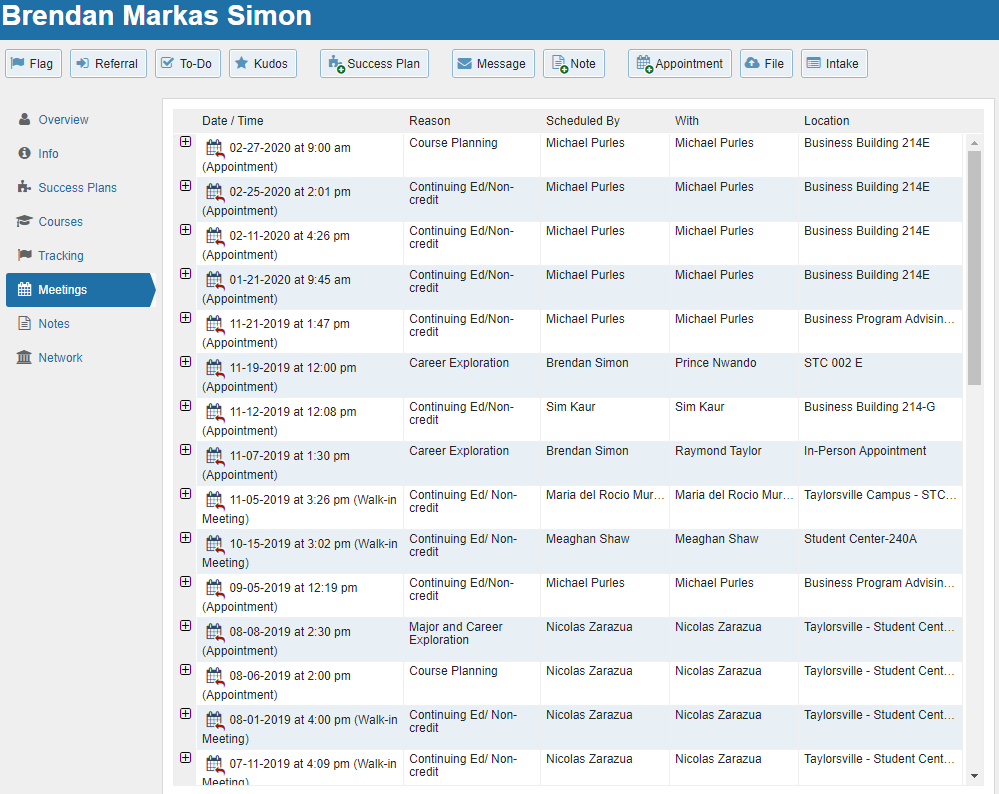 Brendan Markas Simon
Flag Referral To-Do Kudos Success Plan Message Note Appointment File Intake
Overview
Info
Success Plans
Courses
Tracking
Meetings
Notes
Network
Date / Time Reason Scheduled By With Location
02-27-2020 at 9:00 am Course Planning Michael Purles Michael Purles Business Building 214E
(Appointment)
02-25-2020 at 2:01 pm Continuing Ed/Non- Michael Purles Michael Purles Business Building 214E
(Appointment) credit
02-11-2020 at 4:26 pm Continuing Ed/Non- Michael Purles Michael Purles Business Building 214E
(Appointment) credit
01-21-2020 at 9:45 am Continuing Ed/Non- Michael Purles Michael Purles Business Building 214E
(Appointment) credit
11-21-2019 at 1:47 pm Continuing Ed/Non- Michael Purles Michael Purles Business Program Advisin...
(Appointment) credit
11-19-2019 at 12:00 pm Career Exploration Brendan Simon Prince Nwando STC 002 E
(Appointment)
11-12-2019 at 12:08 pm Continuing Ed/Non- Sim Kaur Sim Kaur Business Building 214-G
(Appointment) credit
11-07-2019 at 1:30 pm Career Exploration Brendan Simon Raymond Taylor In-Person Appointment
(Appointment)
11-05-2019 at 3:26 pm (Walk-in Continuing Ed/ Non- Maria del Rocio Mur... Maria del Rocio Mur... Taylorsville Campus - STC...
Meeting) credit
10-15-2019 at 3:02 pm (Walk-in Continuing Ed/ Non- Meaghan Shaw Meaghan Shaw Student Center-240A
Meeting) credit
09-05-2019 at 12:19 pm Continuing Ed/Non- Michael Purles Michael Purles Business Program Advisin...
(Appointment) credit
08-08-2019 at 2:30 pm Major and Career Nicolas Zarazua Nicolas Zarazua Taylorsville - Student Cent...
(Appointment) Exploration
08-06-2019 at 2:00 pm Course Planning Nicolas Zarazua Nicolas Zarazua Taylorsville - Student Cent...
(Appointment)
08-01-2019 at 4:00 pm (Walk-in Continuing Ed/ Non- Nicolas Zarazua Nicolas Zarazua Taylorsville - Student Cent...
Meeting) credit
07-11-2019 at 4:09 pm (Walk-in Continuing Ed/ Non- Nicolas Zarazua Nicolas Zarazua Taylorsville - Student Cent...
Meeting) credit